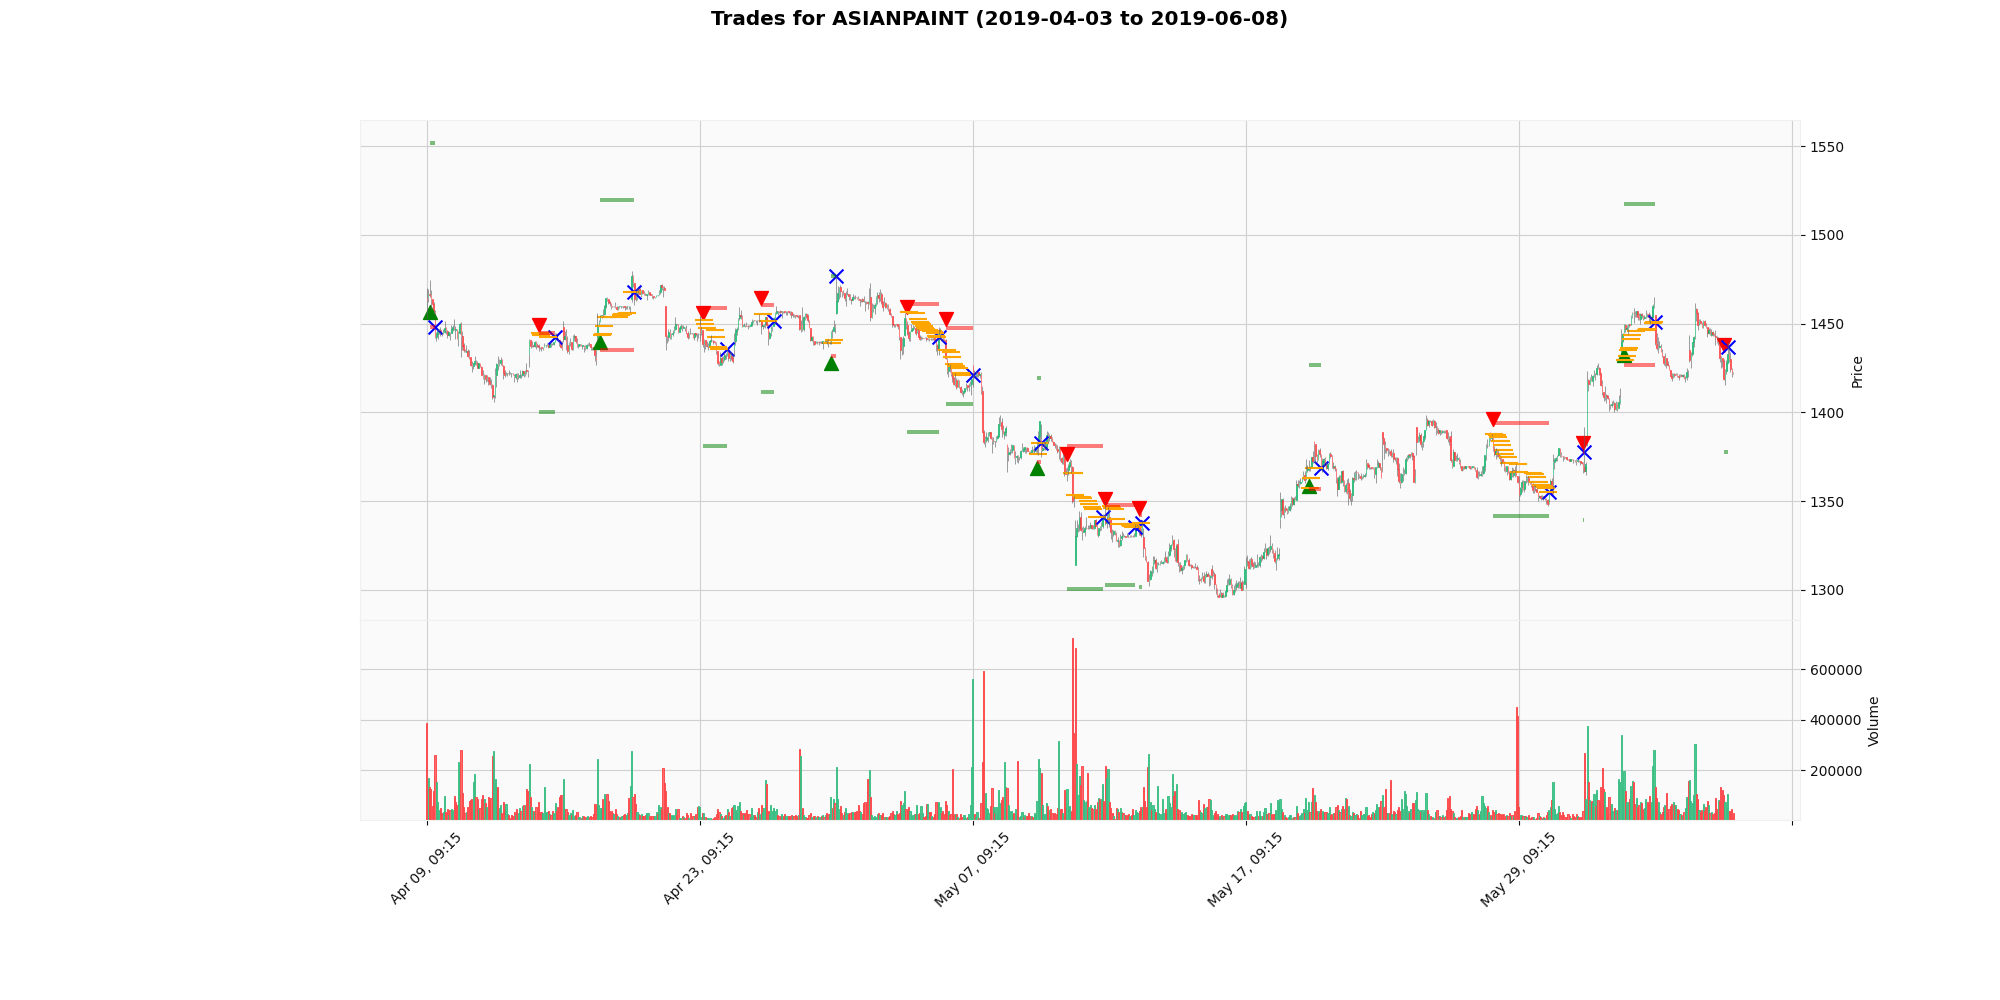 Trades for ASIANPAINT (2019-04-03 to 2019-06-08)
1550
1500
1450
1400
1350
1300
Price
600000
400000
200000
Volume
Apr 09, 09:15
Apr 23, 09:15
May 07, 09:15
May 17, 09:15
May 29, 09:15